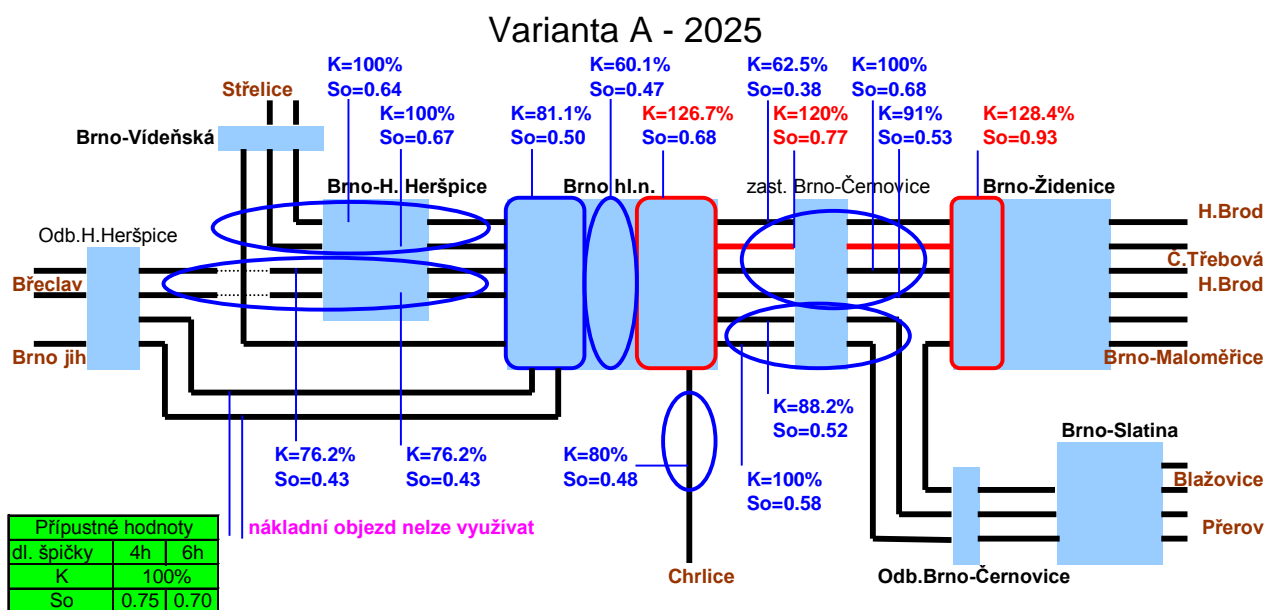 Varianta A - 2025
K=100%
So=0.64
K=60.1%
So=0.47
K=62.5%
So=0.38
K=100%
So=0.68
Střelice
K=100%
So=0.67
K=81.1%
So=0.50
K=126.7%
So=0.68
K=120%
So=0.77
K=91%
So=0.53
K=128.4%
So=0.93
Brno-Vídeňská
Brno-H. Heršpice
Brno hl.n.
zast. Brno-Černovice
Brno-Židenice
H.Brod
Odb.H.Heršpice
Č.Třebová
Břeclav
H.Brod
Brno jih
Brno-Maloměřice
K=88.2%
So=0.52
Brno-Slatina
K=76.2%
So=0.43
K=76.2%
So=0.43
K=80%
So=0.48
K=100%
So=0.58
Blažovice
Přípustné hodnoty
nákladní objezd nelze využívat
Přerov
dl. špičky 4h 6h
K 100%
So 0.75 0.70
Chrlice
Odb.Brno-Černovice